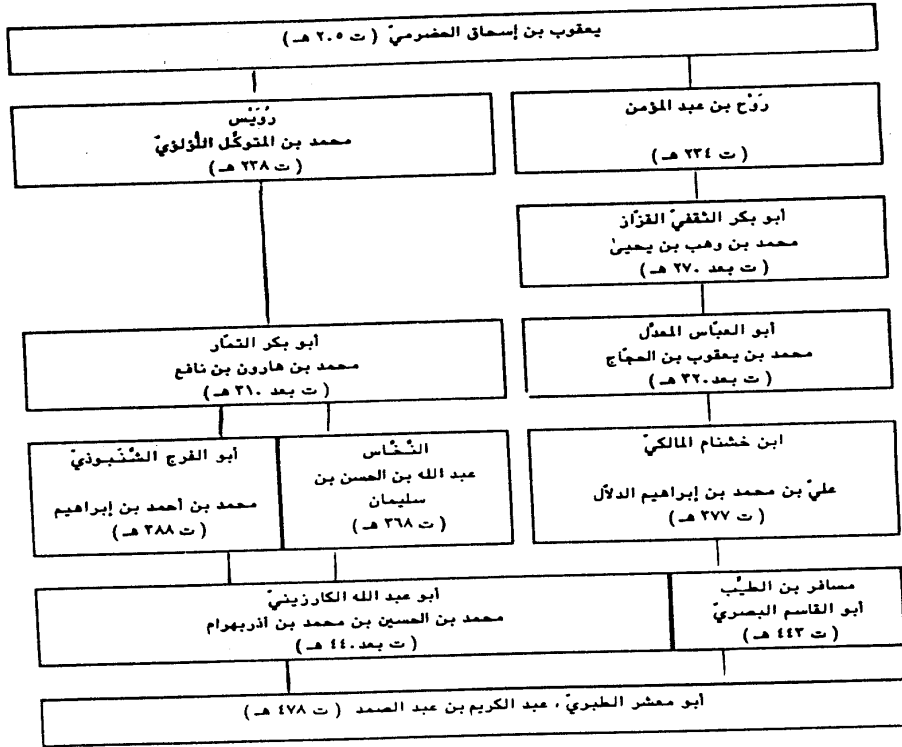 يعقوب بن إسحاق الحضرميّ ( ت ٢٠٥ هـ )
رَوْح بن عبد المؤمن
( ت ٢٣٤ هـ )
رُوَيْس
محمد بن المتوكّل اللُّؤلؤيّ
( ت ٢٣٨ هـ )
أبو بكر الثقفيّ القزّاز
محمد بن وهب بن يحيىٰ
( ت بعد ٢٧٠ هـ )
أبو العبّاس المعدّل
محمد بن يعقوب بن الحجّاج
( ت بعد ٣٢٠ هـ )
أبو بكر التمّار
محمد بن هارون بن نافع
( ت بعد ٣١٠ هـ )
ابن خشنام المالكيّ
عليّ بن محمد بن إبراهيم الدلاّل
( ت ٣٧٧ هـ )
النّخّاس
عبد الله بن الحسن بن
سليمان
( ت ٣٦٨ هـ )
أبو الفرج الشَّنَبوذيّ
محمد بن أحمد بن إبراهيم
( ت ٣٨٨ هـ )
مسافر بن الطيّب
أبو القاسم البصريّ
( ت ٤٤٣ هـ )
أبو عبد الله الكارزينيّ
محمد بن الحسين بن محمد بن آذربهرام
( ت بعد ٤٤٠ هـ )
أبو معشر الطبريّ ، عبد الكريم بن عبد الصمد ( ت ٤٧٨ هـ )